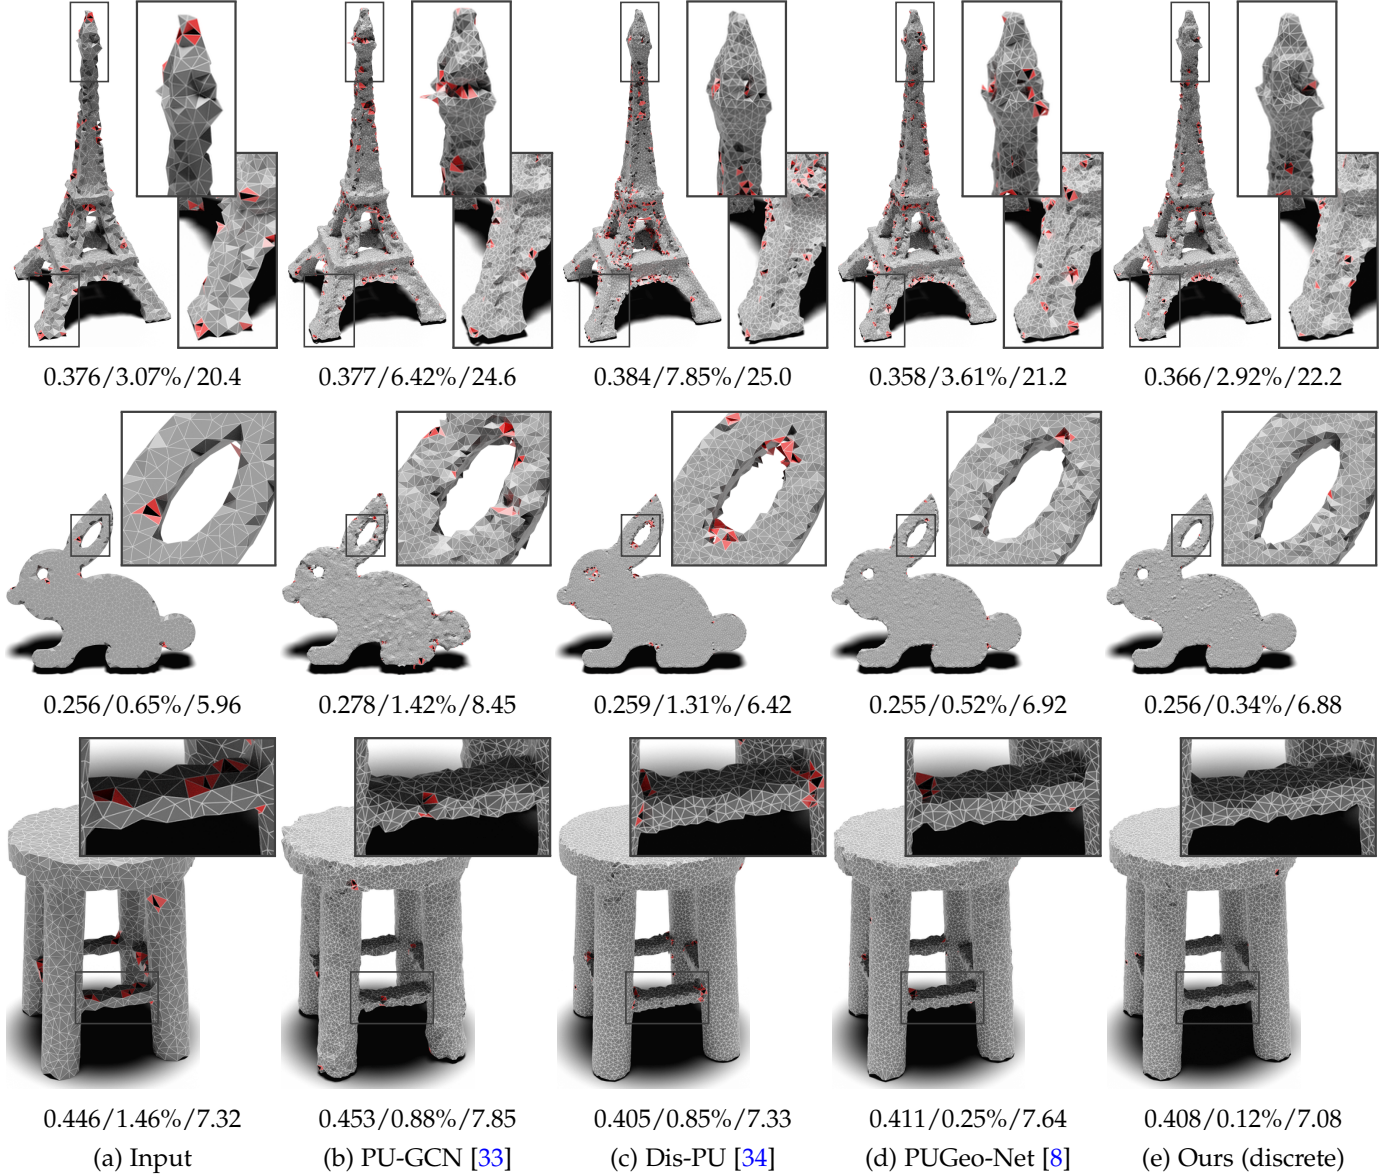 0.376/3.07%/20.4 0.377/6.42%/24.6 0.384/7.85%/25.0 0.358/3.61%/21.2 0.366/2.92%/22.2
0.256/0.65%/5.96 0.278/1.42%/8.45 0.259/1.31%/6.42 0.255/0.52%/6.92 0.256/0.34%/6.88
0.446/1.46%/7.32 0.453/0.88%/7.85 0.405/0.85%/7.33 0.411/0.25%/7.64 0.408/0.12%/7.08
(a) Input (b) PU-GCN [33] (c) Dis-PU [34] (d) PUGeo-Net [8] (e) Ours (discrete)